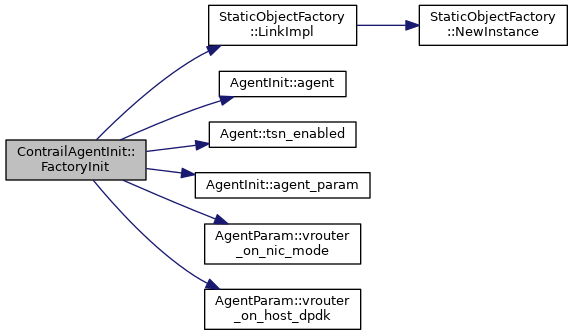 StaticObjectFactory
::LinkImpl
StaticObjectFactory
::NewInstance
AgentInit::agent
Agent::tsn_enabled
ContrailAgentInit::
FactoryInit
AgentInit::agent_param
AgentParam::vrouter
_on_nic_mode
AgentParam::vrouter
_on_host_dpdk